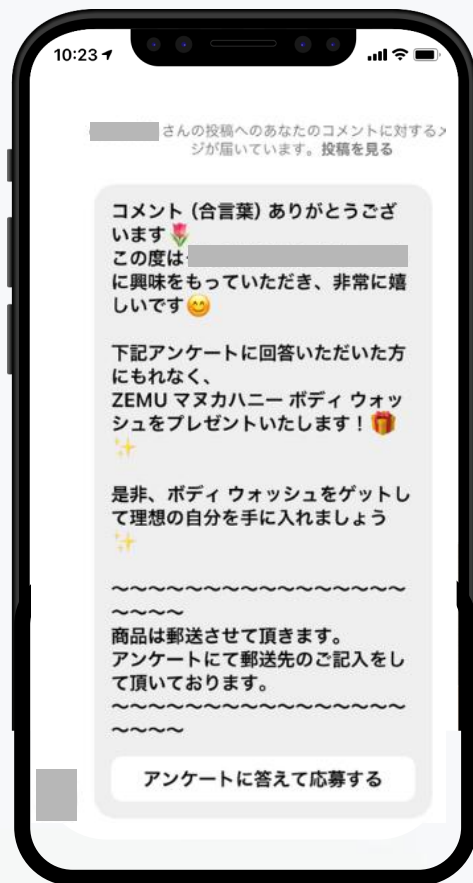 10:23
さんの投稿へのあなたのコメントに対するメ
ジが届いています。投稿を見る
コメント (合言葉) ありがとうござ
います🌷
この度は
に興味をもっていただき、非常に嬉
しいです😊
下記アンケートに回答いただいた方
にもれなく、
ZEMU マヌカハニー ボディ ウォッ
シュをプレゼントいたします！🎁
✨
是非、ボディ ウォッシュをゲットし
て理想の自分を手に入れましょう
✨
〜〜〜〜〜〜〜〜〜〜〜〜〜〜〜〜
〜〜〜〜
商品は郵送させて頂きます。
アンケートにて郵送先のご記入をし
て頂いております。
〜〜〜〜〜〜〜〜〜〜〜〜〜〜〜〜
〜〜〜〜
アンケートに答えて応募する